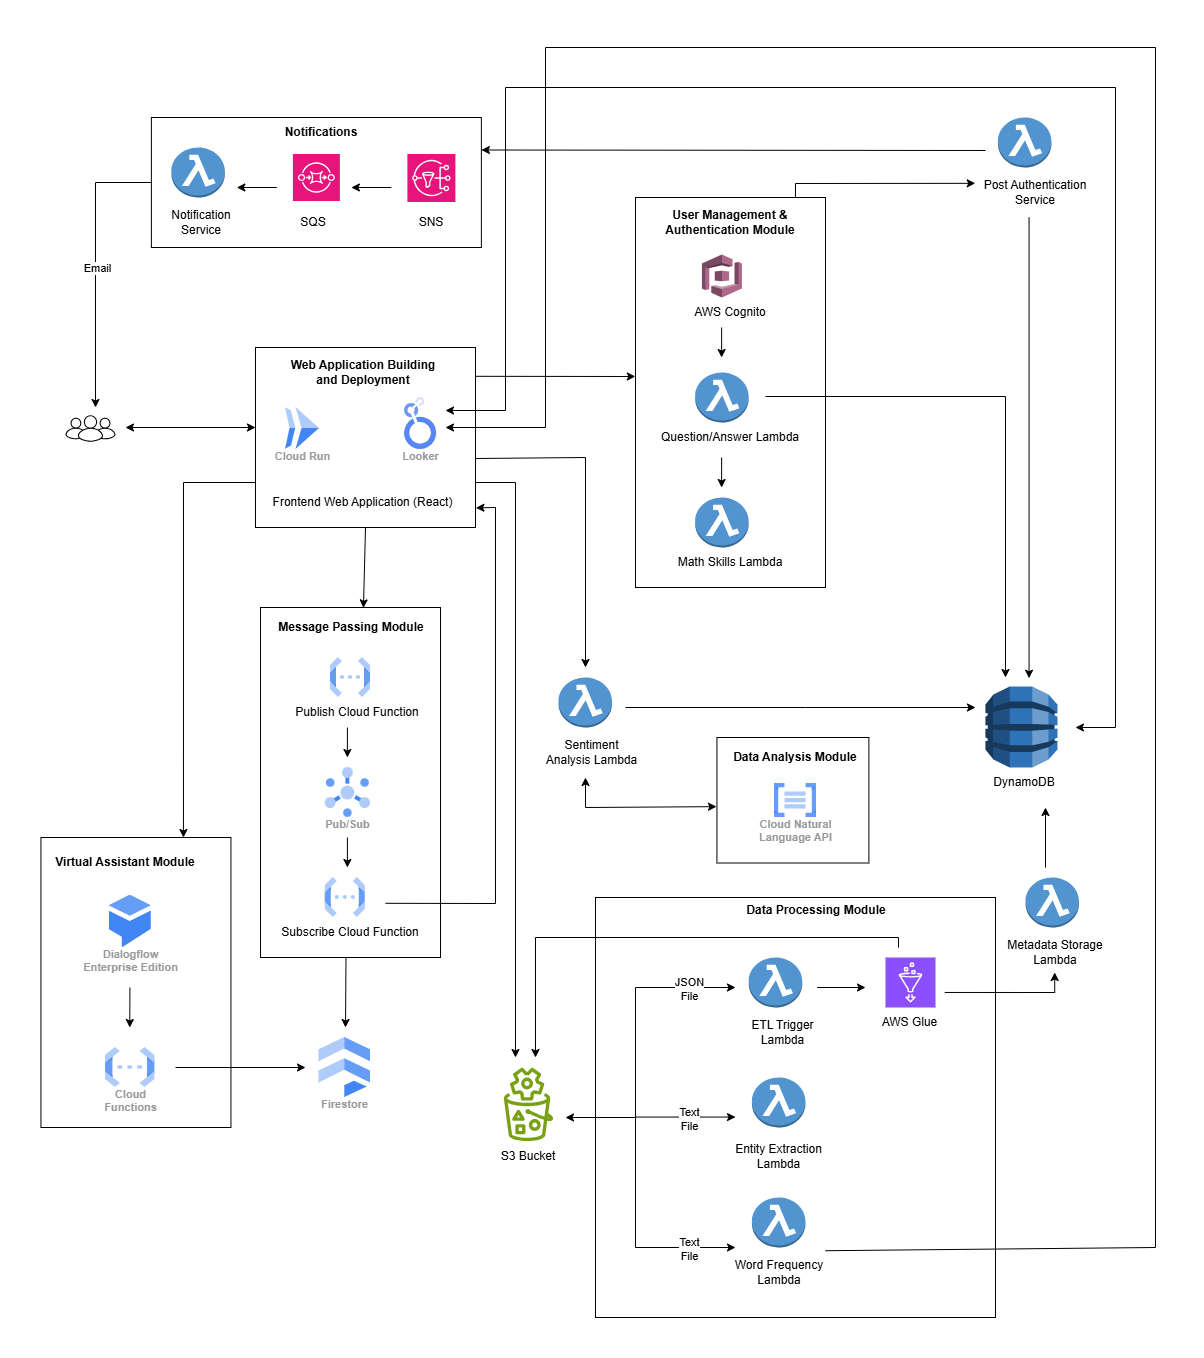 Notifications
Notification
Service
SQS
SNS
Post Authentication
Service
Email
User Management &
Authentication Module
AWS Cognito
Question/Answer Lambda
Math Skills Lambda
Web Application Building
and Deployment
Cloud Run
Looker
Frontend Web Application (React)
Message Passing Module
Publish Cloud Function
Pub/Sub
Subscribe Cloud Function
Sentiment
Analysis Lambda
Data Analysis Module
Cloud Natural
Language API
DynamoDB
Virtual Assistant Module
Dialogflow
Enterprise Edition
Cloud
Functions
Firestore
Data Processing Module
JSON
File
ETL Trigger
Lambda
AWS Glue
Metadata Storage
Lambda
S3 Bucket
Text
File
Entity Extraction
Lambda
Text
File
Word Frequency
Lambda